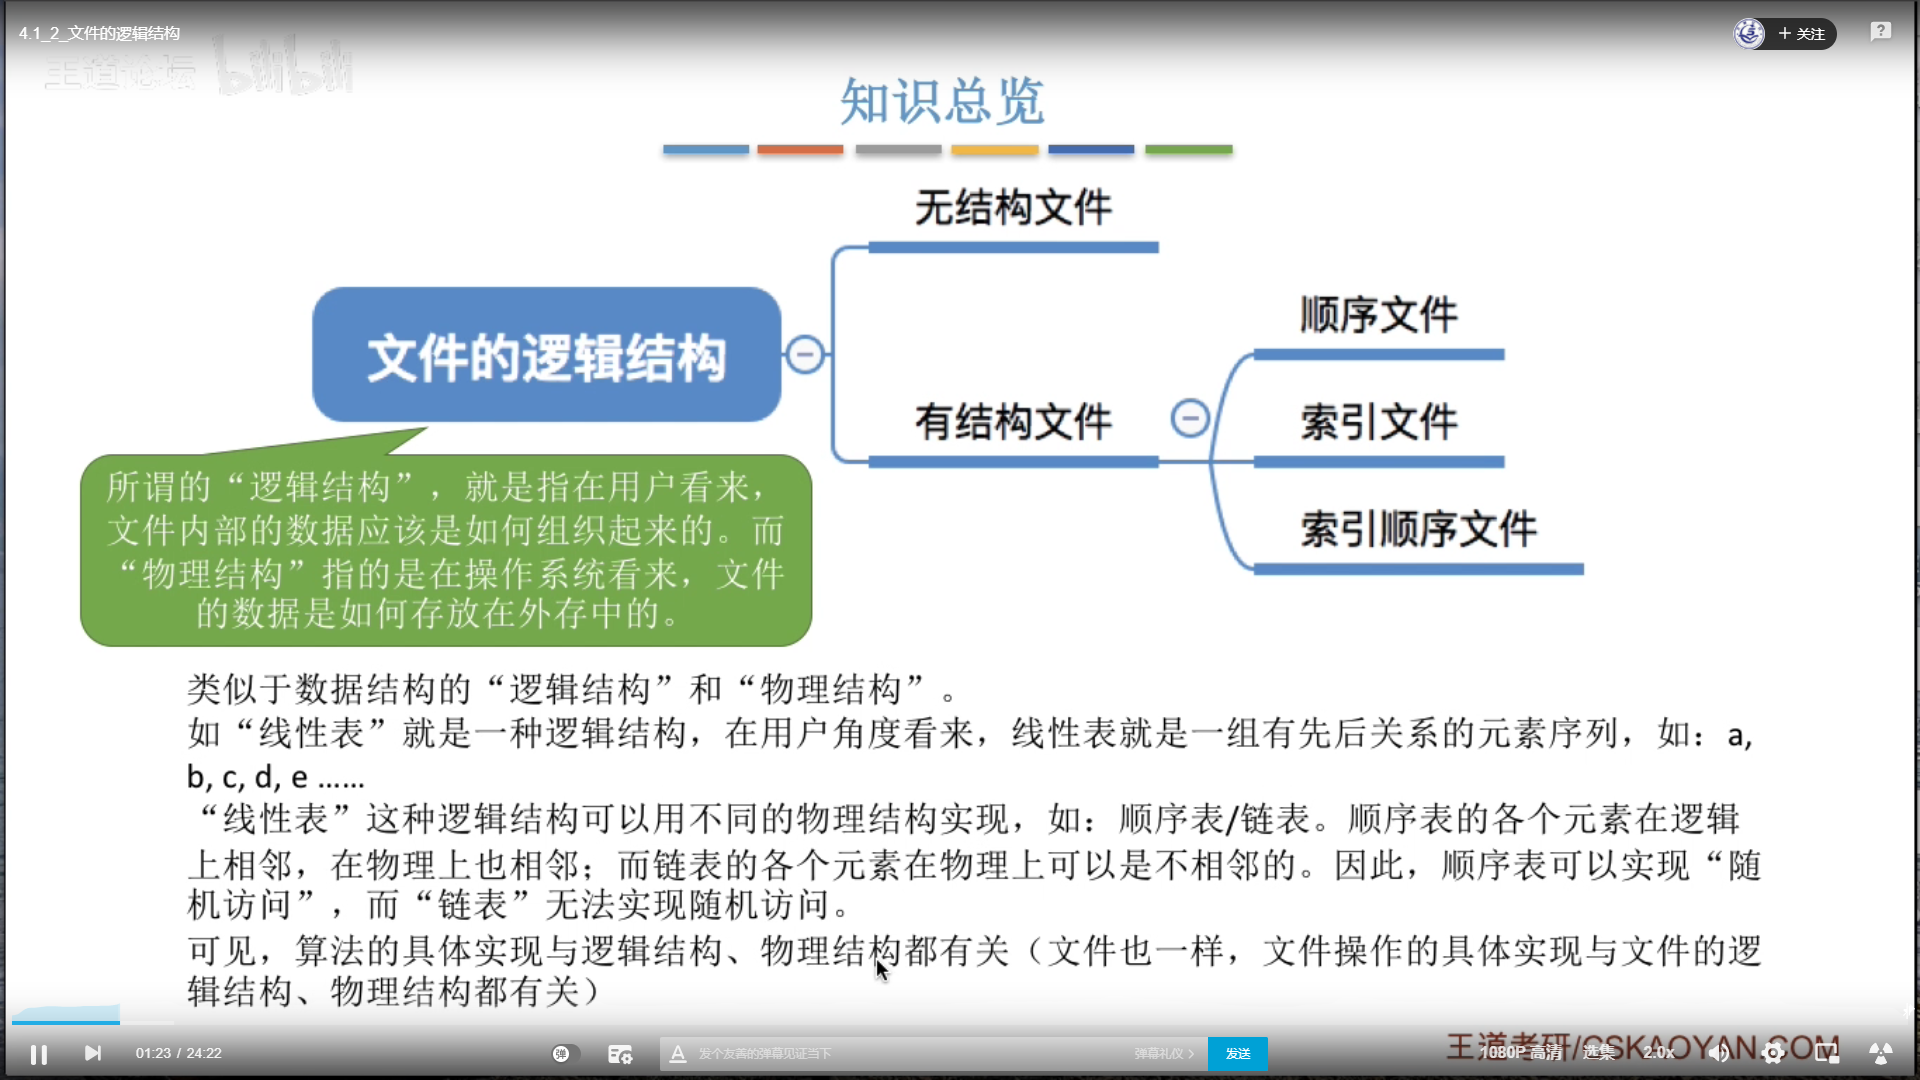 4.1_2_文件的逻辑结构
关注
王道论坛 bilibili
知识总览
无结构文件
顺序文件
文件的逻辑结构
有结构文件
索引文件
索引顺序文件
所谓的“逻辑结构”，就是指在用户看来，
文件内部的数据应该是如何组织起来的。而
“物理结构”指的是在操作系统看来，文件
的数据是如何存放在外存中的。
类似于数据结构的“逻辑结构”和“物理结构”。
如“线性表”就是一种逻辑结构，在用户角度看来，线性表就是一组有先后关系的元素序列，如：a,
b, c, d, e ……
“线性表”这种逻辑结构可以用不同的物理结构实现，如：顺序表/链表。顺序表的各个元素在逻辑
上相邻，在物理上也相邻；而链表的各个元素在物理上可以是不相邻的。因此，顺序表可以实现“随
机访问”，而“链表”无法实现随机访问。
可见，算法的具体实现与逻辑结构、物理结构都有关（文件也一样，文件操作的具体实现与文件的逻
辑结构、物理结构都有关）
王道考研/CSKAOYAN.COM
01:23 / 24:22
弹
A 发个友善的弹幕见证当下
弹幕礼仪
发送
1080P 高清
选集
2.0x